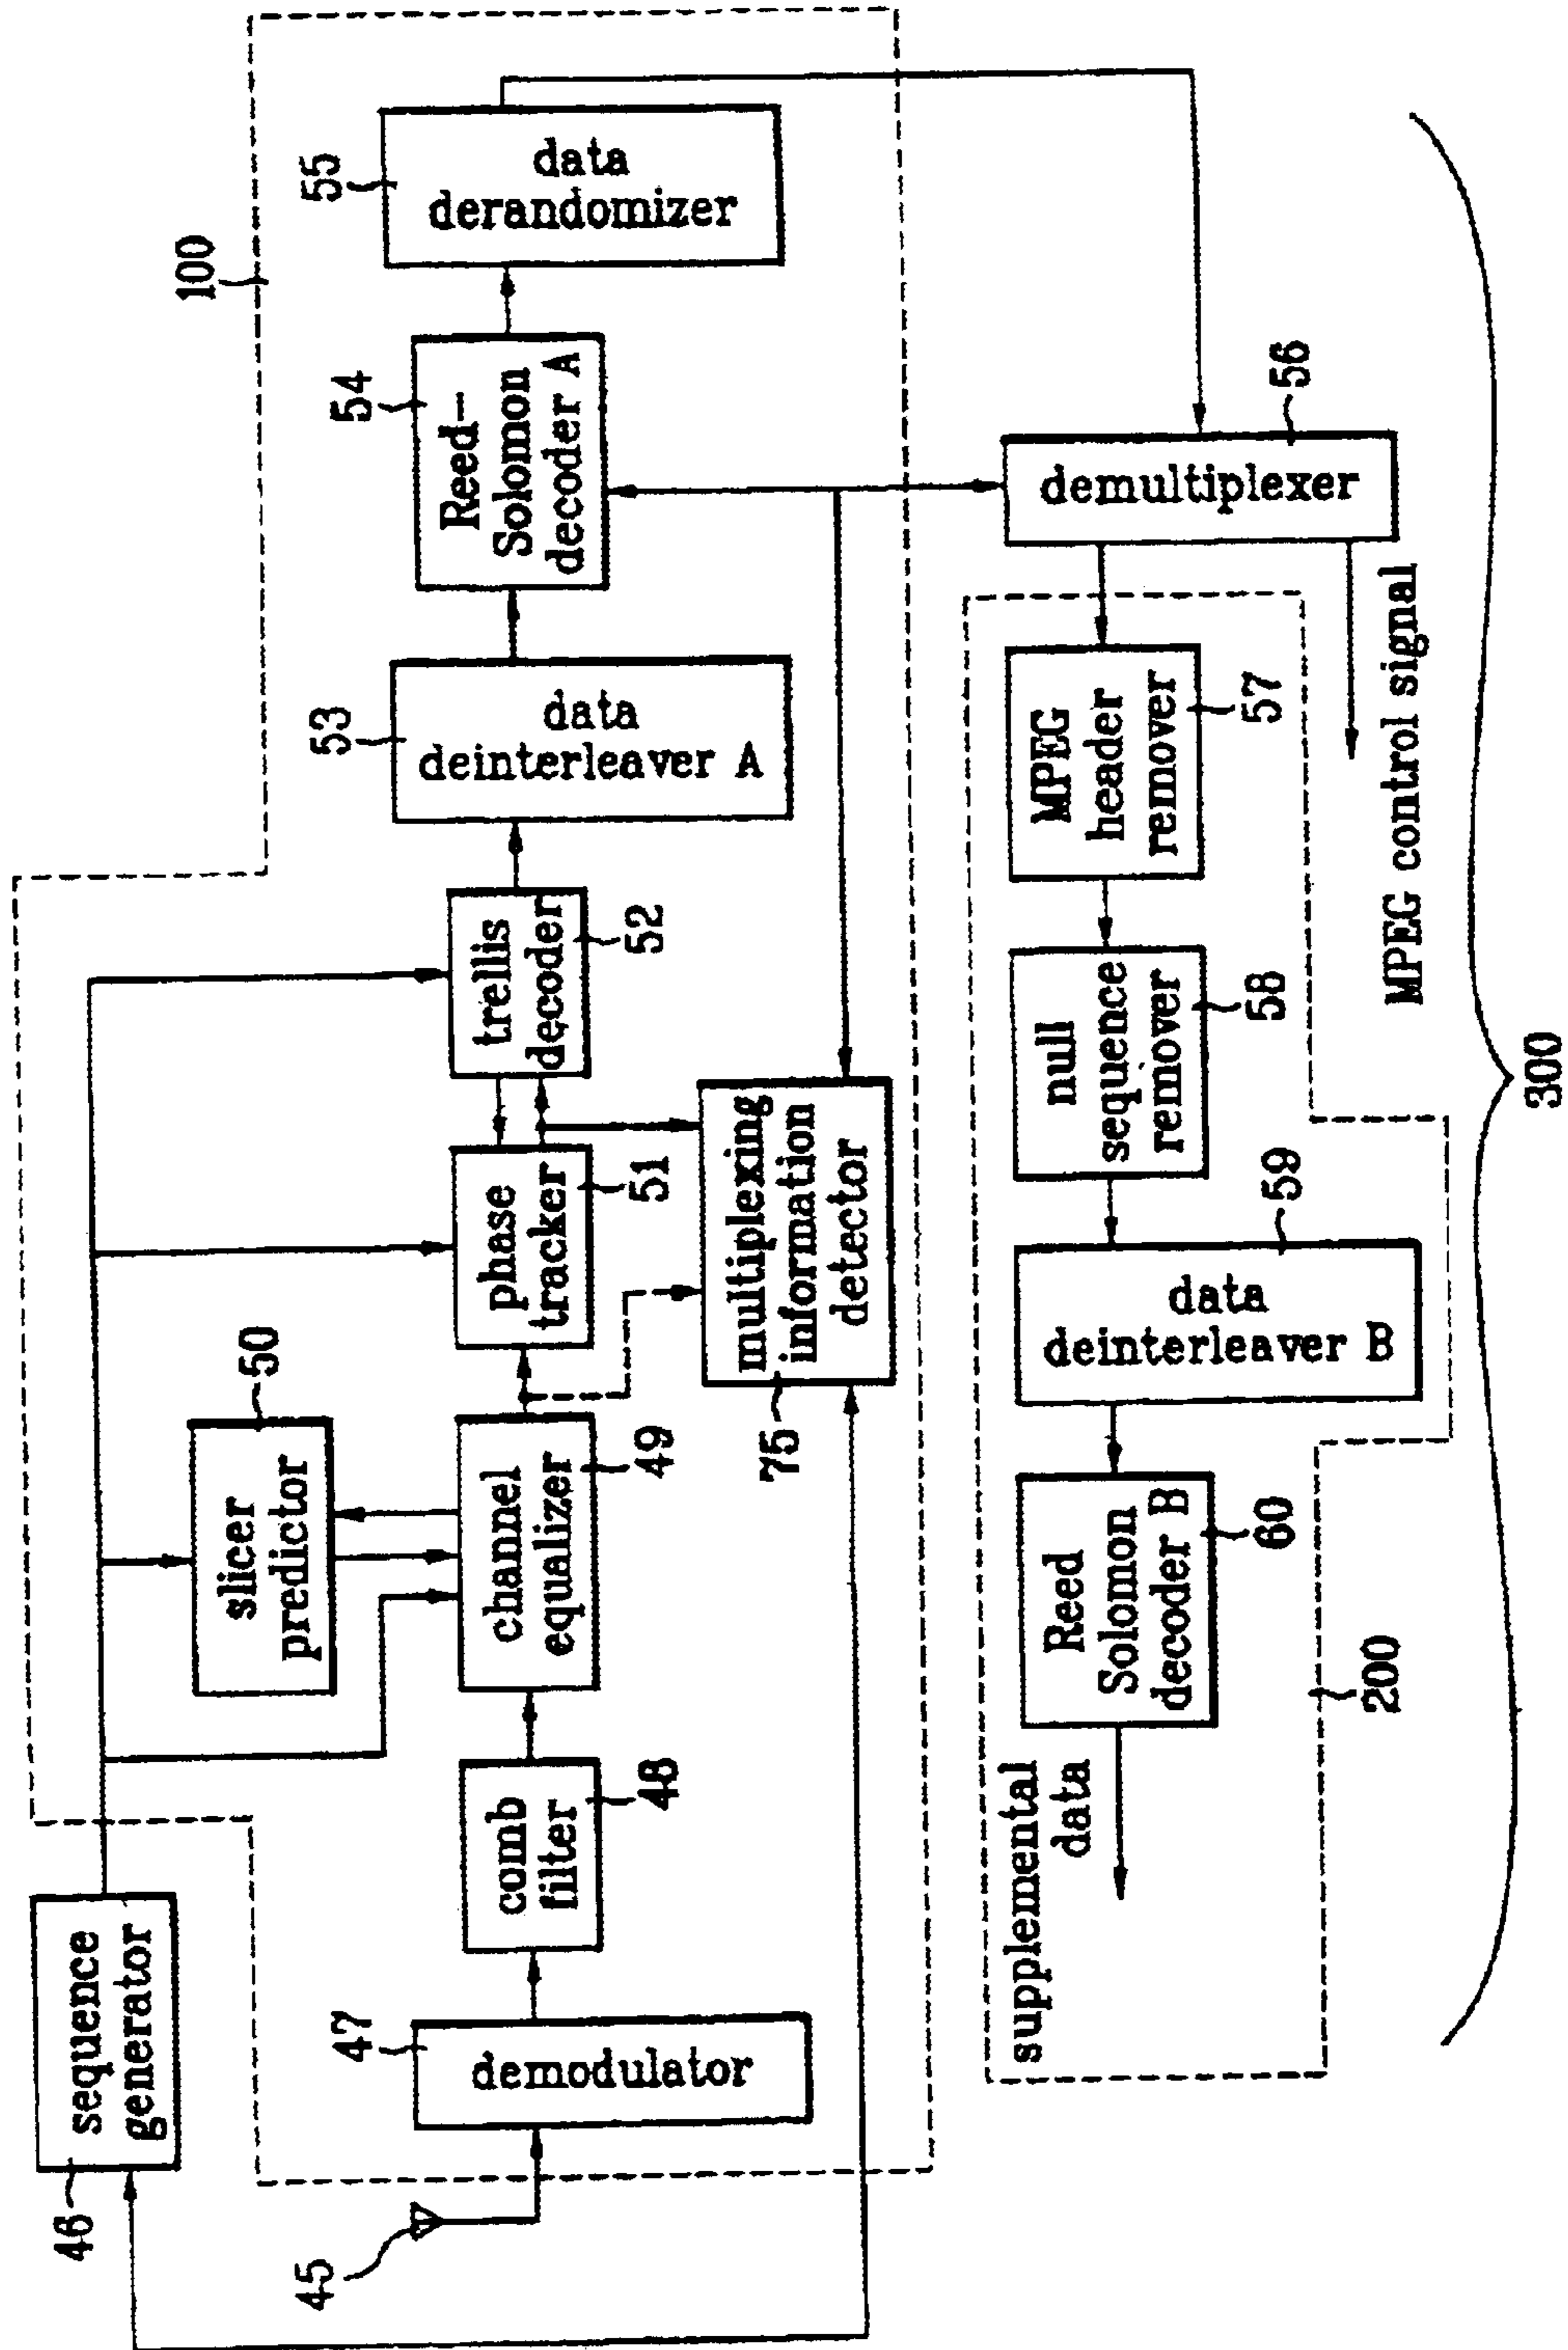 46
sequence
generator
45
47
demodulator
comb
filter
48
50
slicer
predictor
channel
equalizer
49
phase
tracker
51
trellis
decoder
52
75
multiplexing
information
detector
53
data
deinterleaver A
54
Reed-
Solomon
decoder A
55
data
derandomizer
100
supplemental
data
Reed
Solomon
decoder B
60
59
data
deinterleaver B
null
sequence
remover
58
MPEG
header
remover
57
demultiplexer
56
MPEG control signal
200
300